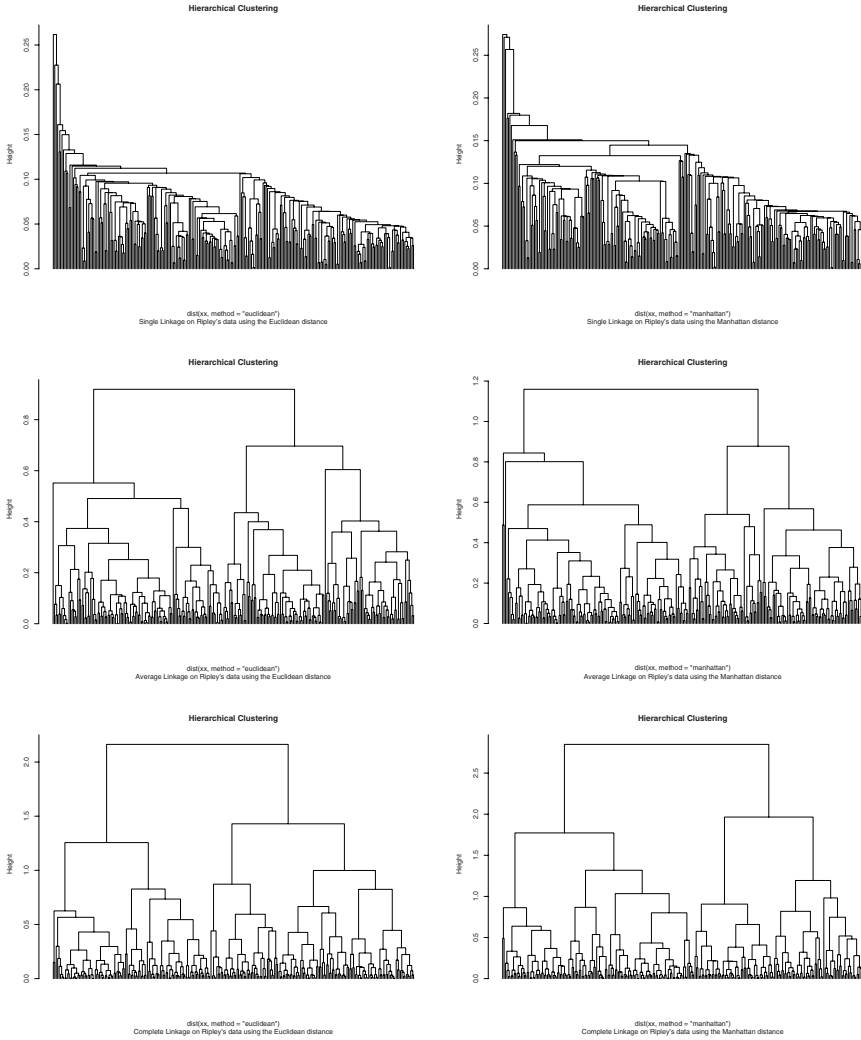 Hierarchical Clustering
Height
0.00
0.05
0.10
0.15
0.20
0.25
dist(xx, method = "euclidean")
Single Linkage on Ripley's data using the Euclidean distance
Hierarchical Clustering
Height
0.00
0.05
0.10
0.15
0.20
0.25
dist(xx, method = "manhattan")
Single Linkage on Ripley's data using the Manhattan distance
Hierarchical Clustering
Height
0.0
0.2
0.4
0.6
0.8
dist(xx, method = "euclidean")
Average Linkage on Ripley's data using the Euclidean distance
Hierarchical Clustering
Height
0.0
0.2
0.4
0.6
0.8
1.0
1.2
dist(xx, method = "manhattan")
Average Linkage on Ripley's data using the Manhattan distance
Hierarchical Clustering
Height
0.0
0.5
1.0
1.5
2.0
dist(xx, method = "euclidean")
Complete Linkage on Ripley's data using the Euclidean distance
Hierarchical Clustering
Height
0.0
0.5
1.0
1.5
2.0
2.5
dist(xx, method = "manhattan")
Complete Linkage on Ripley's data using the Manhattan distance